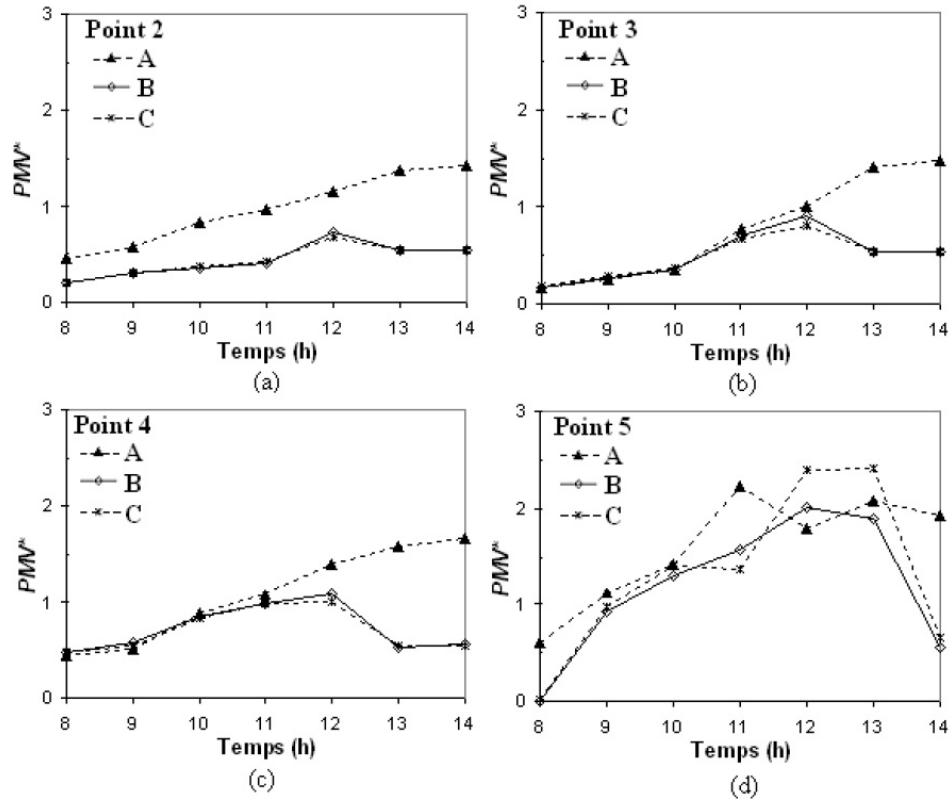 Point 2
A
B
C
PMV*
3
2
1
0
8 9 10 11 12 13 14
Temps (h)
(a)
Point 3
A
B
C
PMV*
3
2
1
0
8 9 10 11 12 13 14
Temps (h)
(b)
Point 4
A
B
C
PMV*
3
2
1
0
8 9 10 11 12 13 14
Temps (h)
(c)
Point 5
A
B
C
PMV*
3
2
1
0
8 9 10 11 12 13 14
Temps (h)
(d)